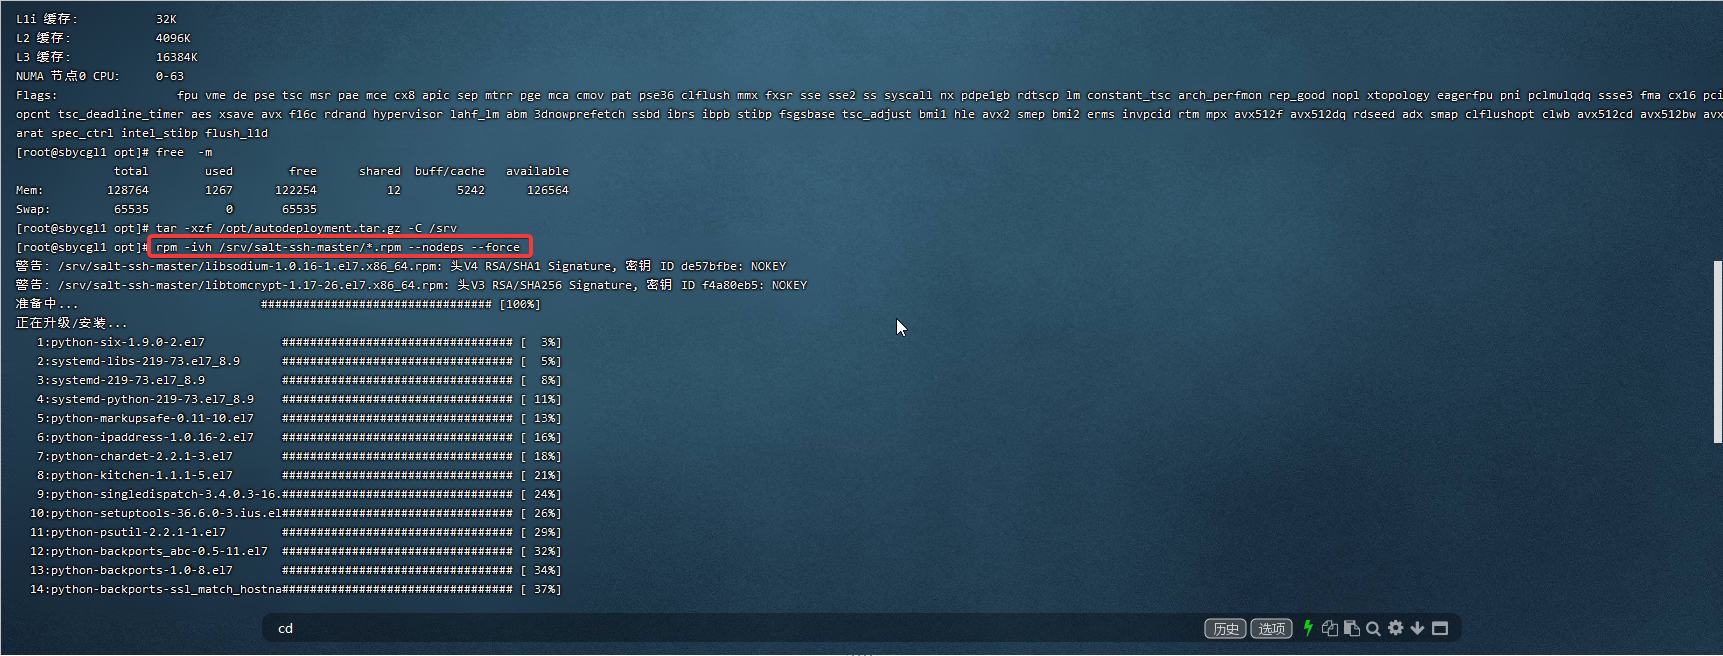 L1i 缓存: 32K
L2 缓存: 4096K
L3 缓存: 16384K
NUMA 节点0 CPU: 0-63
Flags: fpu vme de pse tsc msr pae mce cx8 apic sep mtrr pge mca cmov pat pse36 clflush mmx fxsr sse sse2 ss syscall nx pdpe1gb rdtscp lm constant_tsc arch_perfmon rep_good nopl xtopology eagerfpu pni pclmulqdq ssse3 fma cx16 pci
opcnt tsc_deadline_timer aes xsave avx f16c rdrand hypervisor lahf_lm abm 3dnowprefetch ssbd ibrs ibpb stibp fsgsbase tsc_adjust bmi1 hle avx2 smep bmi2 erms invpcid rtm mpx avx512f avx512dq rdseed adx smap clflushopt clwb avx512cd avx512bw avx
arat spec_ctrl intel_stibp flush_l1d
[root@sbycgl1 opt]# free  -m
total used free shared buff/cache available
Mem: 128764 1267 122254 12 5242 126564
Swap: 65535 0 65535
[root@sbycgl1 opt]# tar -xzf /opt/autodeployment.tar.gz -C /srv
[root@sbycgl1 opt]# rpm -ivh /srv/salt-ssh-master/*.rpm --nodeps --force
警告: /srv/salt-ssh-master/libsodium-1.0.16-1.el7.x86_64.rpm: 头V4 RSA/SHA1 Signature, 密钥 ID de57bfbe: NOKEY
警告: /srv/salt-ssh-master/libtomcrypt-1.17-26.el7.x86_64.rpm: 头V3 RSA/SHA256 Signature, 密钥 ID f4a80eb5: NOKEY
准备中... ################################# [100%]
正在升级/安装...
1:python-six-1.9.0-2.el7 ################################# [  3%]
2:systemd-libs-219-73.el7_8.9 ################################# [  5%]
3:systemd-219-73.el7_8.9 ################################# [  8%]
4:systemd-python-219-73.el7_8.9 ################################# [ 11%]
5:python-markupsafe-0.11-10.el7 ################################# [ 13%]
6:python-ipaddress-1.0.16-2.el7 ################################# [ 16%]
7:python-chardet-2.2.1-3.el7 ################################# [ 18%]
8:python-kitchen-1.1.1-5.el7 ################################# [ 21%]
9:python-singledispatch-3.4.0.3-16.################################# [ 24%]
10:python-setuptools-36.6.0-3.ius.el################################# [ 26%]
11:python-psutil-2.2.1-1.el7 ################################# [ 29%]
12:python-backports_abc-0.5-11.el7 ################################# [ 32%]
13:python-backports-1.0-8.el7 ################################# [ 34%]
14:python-backports-ssl_match_hostna################################# [ 37%]
cd 历史 选项